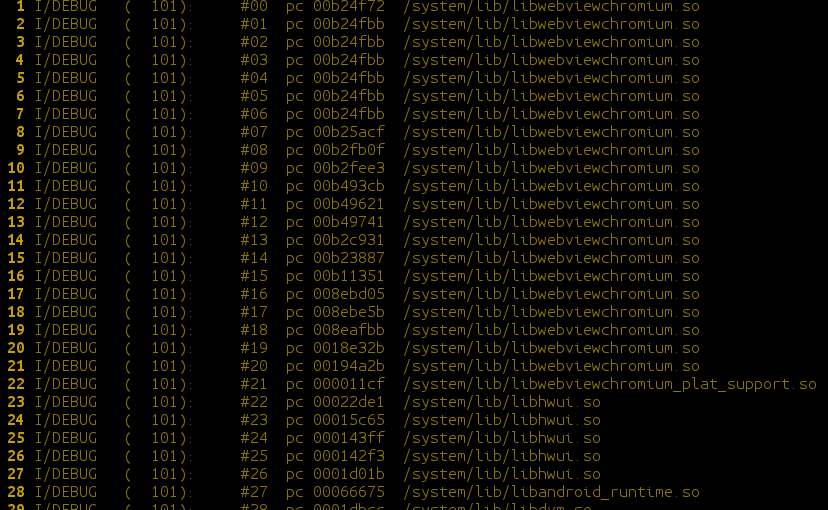 1 I/DEBUG   (  101):     #00  pc 00b24f72  /system/lib/libwebviewchromium.so
2 I/DEBUG   (  101):     #01  pc 00b24fbb  /system/lib/libwebviewchromium.so
3 I/DEBUG   (  101):     #02  pc 00b24fbb  /system/lib/libwebviewchromium.so
4 I/DEBUG   (  101):     #03  pc 00b24fbb  /system/lib/libwebviewchromium.so
5 I/DEBUG   (  101):     #04  pc 00b24fbb  /system/lib/libwebviewchromium.so
6 I/DEBUG   (  101):     #05  pc 00b24fbb  /system/lib/libwebviewchromium.so
7 I/DEBUG   (  101):     #06  pc 00b24fbb  /system/lib/libwebviewchromium.so
8 I/DEBUG   (  101):     #07  pc 00b25acf  /system/lib/libwebviewchromium.so
9 I/DEBUG   (  101):     #08  pc 00b2fb0f  /system/lib/libwebviewchromium.so
10 I/DEBUG   (  101):     #09  pc 00b2fee3  /system/lib/libwebviewchromium.so
11 I/DEBUG   (  101):     #10  pc 00b493cb  /system/lib/libwebviewchromium.so
12 I/DEBUG   (  101):     #11  pc 00b49621  /system/lib/libwebviewchromium.so
13 I/DEBUG   (  101):     #12  pc 00b49741  /system/lib/libwebviewchromium.so
14 I/DEBUG   (  101):     #13  pc 00b2c931  /system/lib/libwebviewchromium.so
15 I/DEBUG   (  101):     #14  pc 00b23887  /system/lib/libwebviewchromium.so
16 I/DEBUG   (  101):     #15  pc 00b11351  /system/lib/libwebviewchromium.so
17 I/DEBUG   (  101):     #16  pc 008ebd05  /system/lib/libwebviewchromium.so
18 I/DEBUG   (  101):     #17  pc 008ebe5b  /system/lib/libwebviewchromium.so
19 I/DEBUG   (  101):     #18  pc 008eafbb  /system/lib/libwebviewchromium.so
20 I/DEBUG   (  101):     #19  pc 0018e32b  /system/lib/libwebviewchromium.so
21 I/DEBUG   (  101):     #20  pc 00194a2b  /system/lib/libwebviewchromium.so
22 I/DEBUG   (  101):     #21  pc 000011cf  /system/lib/libwebviewchromium_plat_support.so
23 I/DEBUG   (  101):     #22  pc 00022de1  /system/lib/libhwui.so
24 I/DEBUG   (  101):     #23  pc 00015c65  /system/lib/libhwui.so
25 I/DEBUG   (  101):     #24  pc 000143ff  /system/lib/libhwui.so
26 I/DEBUG   (  101):     #25  pc 000142f3  /system/lib/libhwui.so
27 I/DEBUG   (  101):     #26  pc 0001d01b  /system/lib/libhwui.so
28 I/DEBUG   (  101):     #27  pc 00066675  /system/lib/libandroid_runtime.so
29 I/DEBUG   (  101):     #28  pc 0001dbcc  /system/lib/libdvm.so